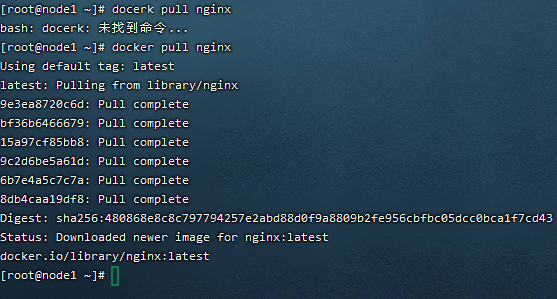 [root@node1 ~]# docerk pull nginx
bash: docerk: 未找到命令...
[root@node1 ~]# docker pull nginx
Using default tag: latest
latest: Pulling from library/nginx
9e3ea8720c6d: Pull complete
bf36b6466679: Pull complete
15a97cf85bb8: Pull complete
9c2d6be5a61d: Pull complete
6b7e4a5c7c7a: Pull complete
8db4caa19df8: Pull complete
Digest: sha256:480868e8c8c797794257e2abd88d0f9a8809b2fe956cbfbc05dcc0bca1f7cd43
Status: Downloaded newer image for nginx:latest
docker.io/library/nginx:latest
[root@node1 ~]#